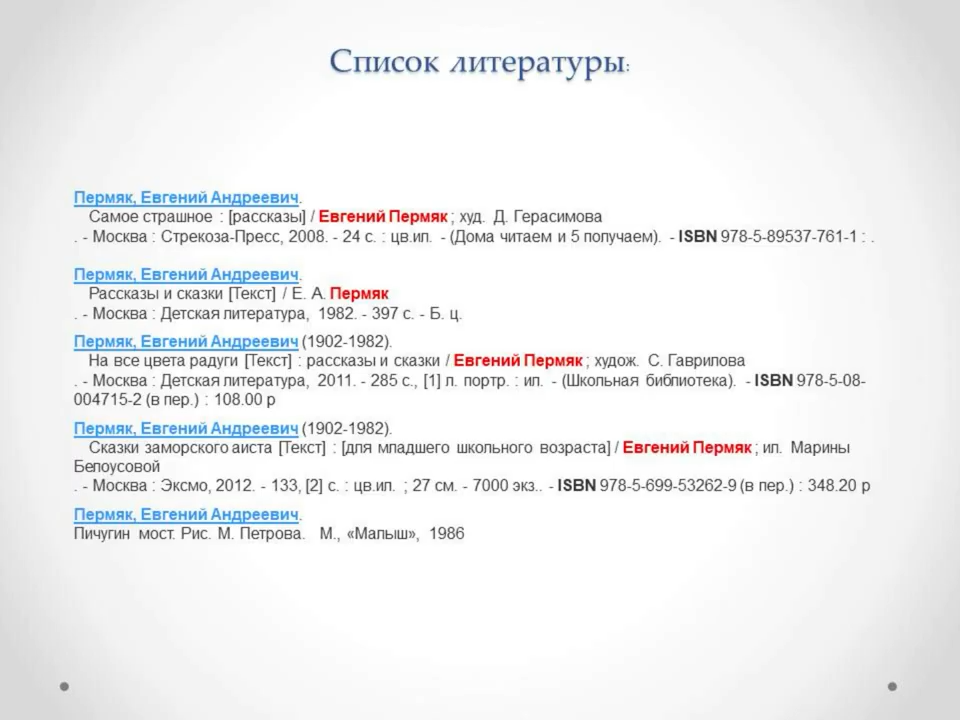 Список литературы:
Пермяк, Евгений Андреевич.
Самое страшное : [рассказы] / Евгений Пермяк ; худ. Д. Герасимова
. - Москва : Стрекоза-Пресс, 2008. - 24 с. : цв.ил. - (Дома читаем и 5 получаем). - ISBN 978-5-89537-761-1 : .
Пермяк, Евгений Андреевич.
Рассказы и сказки [Текст] / Е. А. Пермяк
. - Москва : Детская литература, 1982. - 397 с. - Б. ц.
Пермяк, Евгений Андреевич (1902-1982).
На все цвета радуги [Текст] : рассказы и сказки / Евгений Пермяк ; худож. С. Гаврилова
. - Москва : Детская литература, 2011. - 285 с., [1] л. портр. : ил. - (Школьная библиотека). - ISBN 978-5-08-
004715-2 (в пер.) : 108.00 р
Пермяк, Евгений Андреевич (1902-1982).
Сказки заморского аиста [Текст] : [для младшего школьного возраста] / Евгений Пермяк ; ил. Марины
Белоусовой
. - Москва : Эксмо, 2012. - 133, [2] с. : цв.ил. ; 27 см. - 7000 экз.. - ISBN 978-5-699-53262-9 (в пер.) : 348.20 р
Пермяк, Евгений Андреевич.
Пичугин мост. Рис. М. Петрова. М., «Малыш», 1986